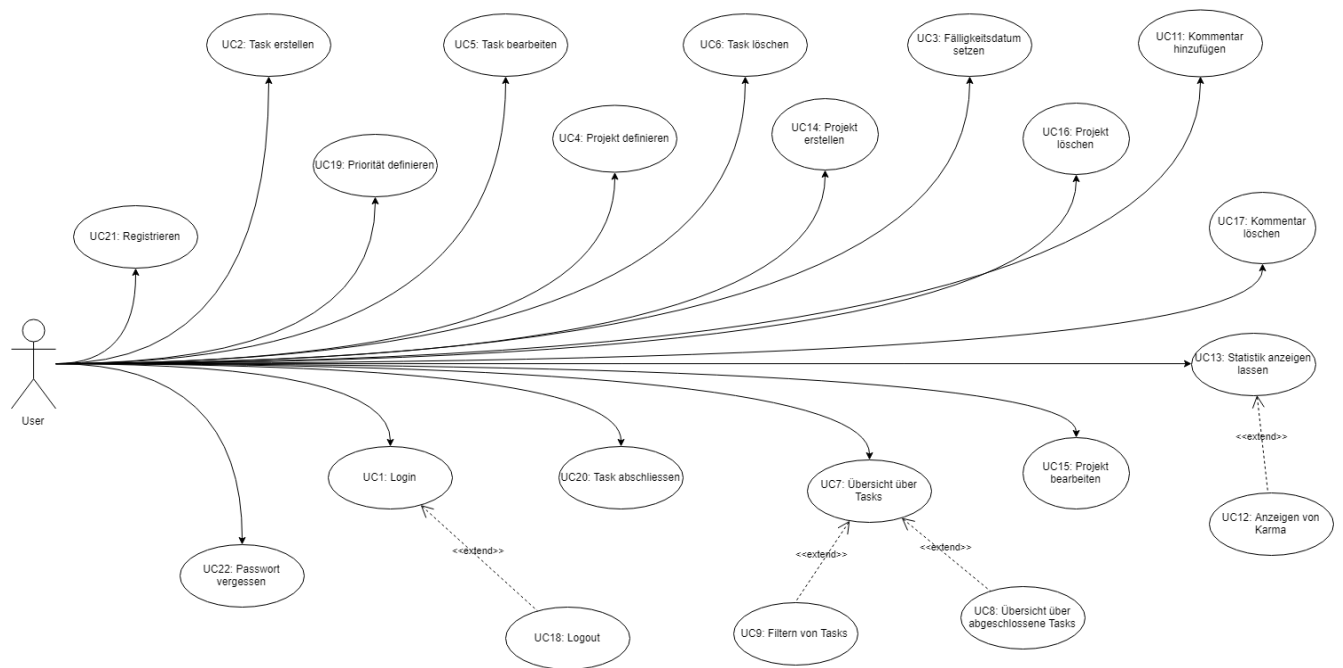 UC2: Task erstellen
UC5: Task bearbeiten
UC6: Task löschen
UC3: Fälligkeitsdatum
setzen
UC11: Kommentar
hinzufügen
UC19: Priorität definieren
UC4: Projekt definieren
UC14: Projekt
erstellen
UC16: Projekt
löschen
UC21: Registrieren
UC17: Kommentar
löschen
User
UC13: Statistik anzeigen
lassen
<<extend>>
UC1: Login
UC20: Task abschliessen
UC7: Übersicht über
Tasks
UC15: Projekt
bearbeiten
UC12: Anzeigen von
Karma
<<extend>>
<<extend>>
<<extend>>
UC22: Passwort
vergessen
UC18: Logout
UC9: Filtern von Tasks
UC8: Übersicht über
abgeschlossene Tasks